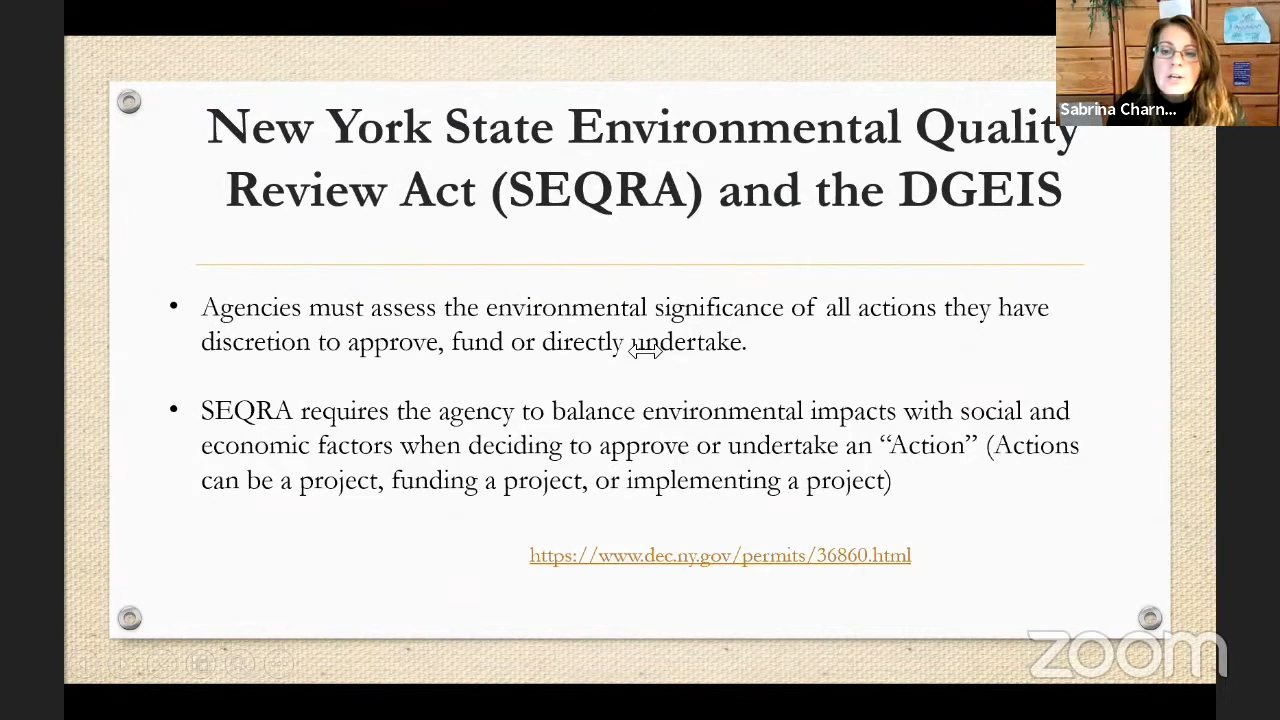 Sabrina Charn...
New York State Environmental Quality
Review Act (SEQRA) and the DGEIS
• Agencies must assess the environmental significance of all actions they have
discretion to approve, fund or directly undertake.
• SEQRA requires the agency to balance environmental impacts with social and
economic factors when deciding to approve or undertake an “Action” (Actions
can be a project, funding a project, or implementing a project)
https://www.dec.ny.gov/permits/36860.html
zoom